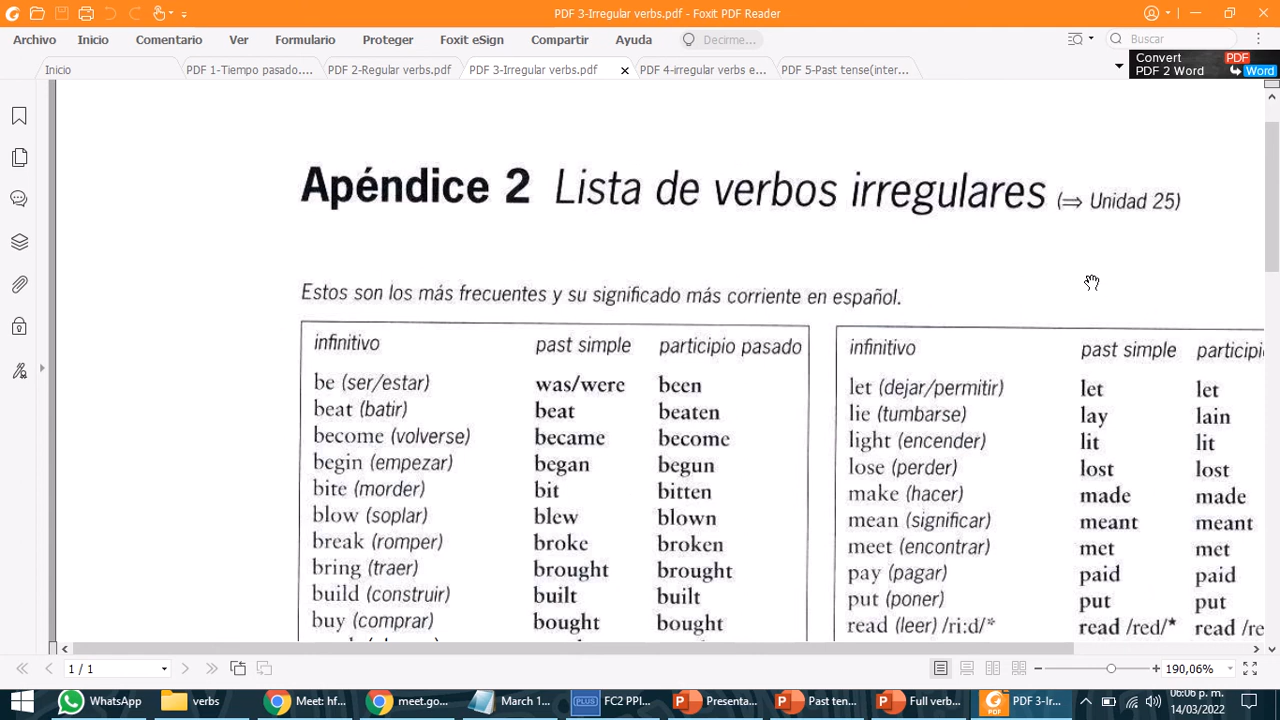 PDF 3-Irregular verbs.pdf - Foxit PDF Reader
Archivo Inicio Comentario Ver Formulario Proteger Foxit eSign Compartir Ayuda Decirme... Buscar
Inicio PDF 1-Tiempo pasado.... PDF 2-Regular verbs.pdf PDF 3-Irregular verbs.pdf PDF 4-irregular verbs e... PDF 5-Past tense(inter...
Convert PDF
PDF 2 Word Word
Apéndice 2 Lista de verbos irregulares (⇒ Unidad 25)
Estos son los más frecuentes y su significado más corriente en español.
infinitivo past simple participio pasado
be (ser/estar) was/were been
beat (batir) beat beaten
become (volverse) became become
begin (empezar) began begun
bite (morder) bit bitten
blow (soplar) blew blown
break (romper) broke broken
bring (traer) brought brought
build (construir) built built
buy (comprar) bought bought
infinitivo past simple partici
let (dejar/permitir) let let
lie (tumbarse) lay lain
light (encender) lit lit
lose (perder) lost lost
make (hacer) made made
mean (significar) meant meant
meet (encontrar) met met
pay (pagar) paid paid
put (poner) put put
read (leer) /ri:d/* read /red/* read /re
1 / 1 190,06%
WhatsApp verbs Meet: hf... meet.go... March 1... PLUS FC2 PPI... Presenta... Past ten... Full verb... PDF 3-Ir...
06:06 p. m.
14/03/2022